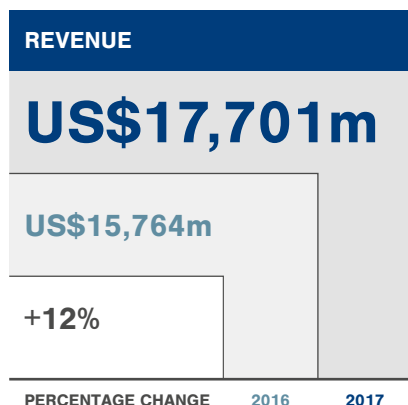 REVENUE
US$17,701m
US$15,764m
+12%
PERCENTAGE CHANGE 2016 2017